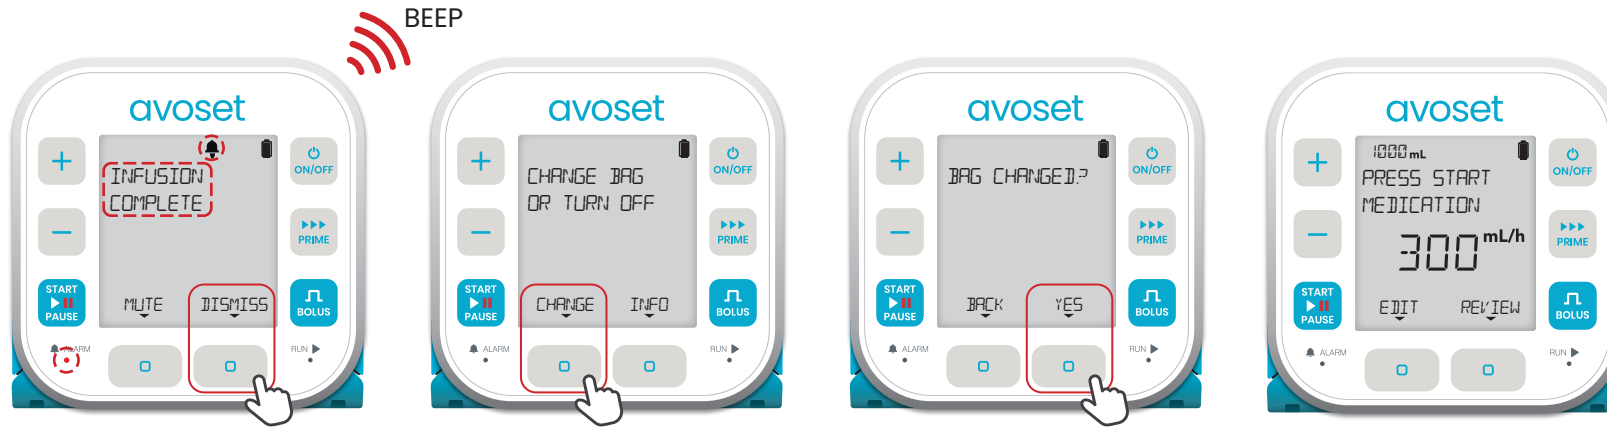 BEEP
avoset
INFUSION
COMPLETE
MUTE DISMISS
+
−
START
PAUSE
ON/OFF
PRIME
BOLUS
ALARM
RUN
avoset
CHANGE BAG
OR TURN OFF
CHANGE INFO
+
−
START
PAUSE
ON/OFF
PRIME
BOLUS
ALARM
RUN
avoset
BAG CHANGED?
BACK YES
+
−
START
PAUSE
ON/OFF
PRIME
BOLUS
ALARM
RUN
avoset
1000 mL
PRESS START
MEDICATION
300 mL/h
EDIT REVIEW
+
−
START
PAUSE
ON/OFF
PRIME
BOLUS
ALARM
RUN